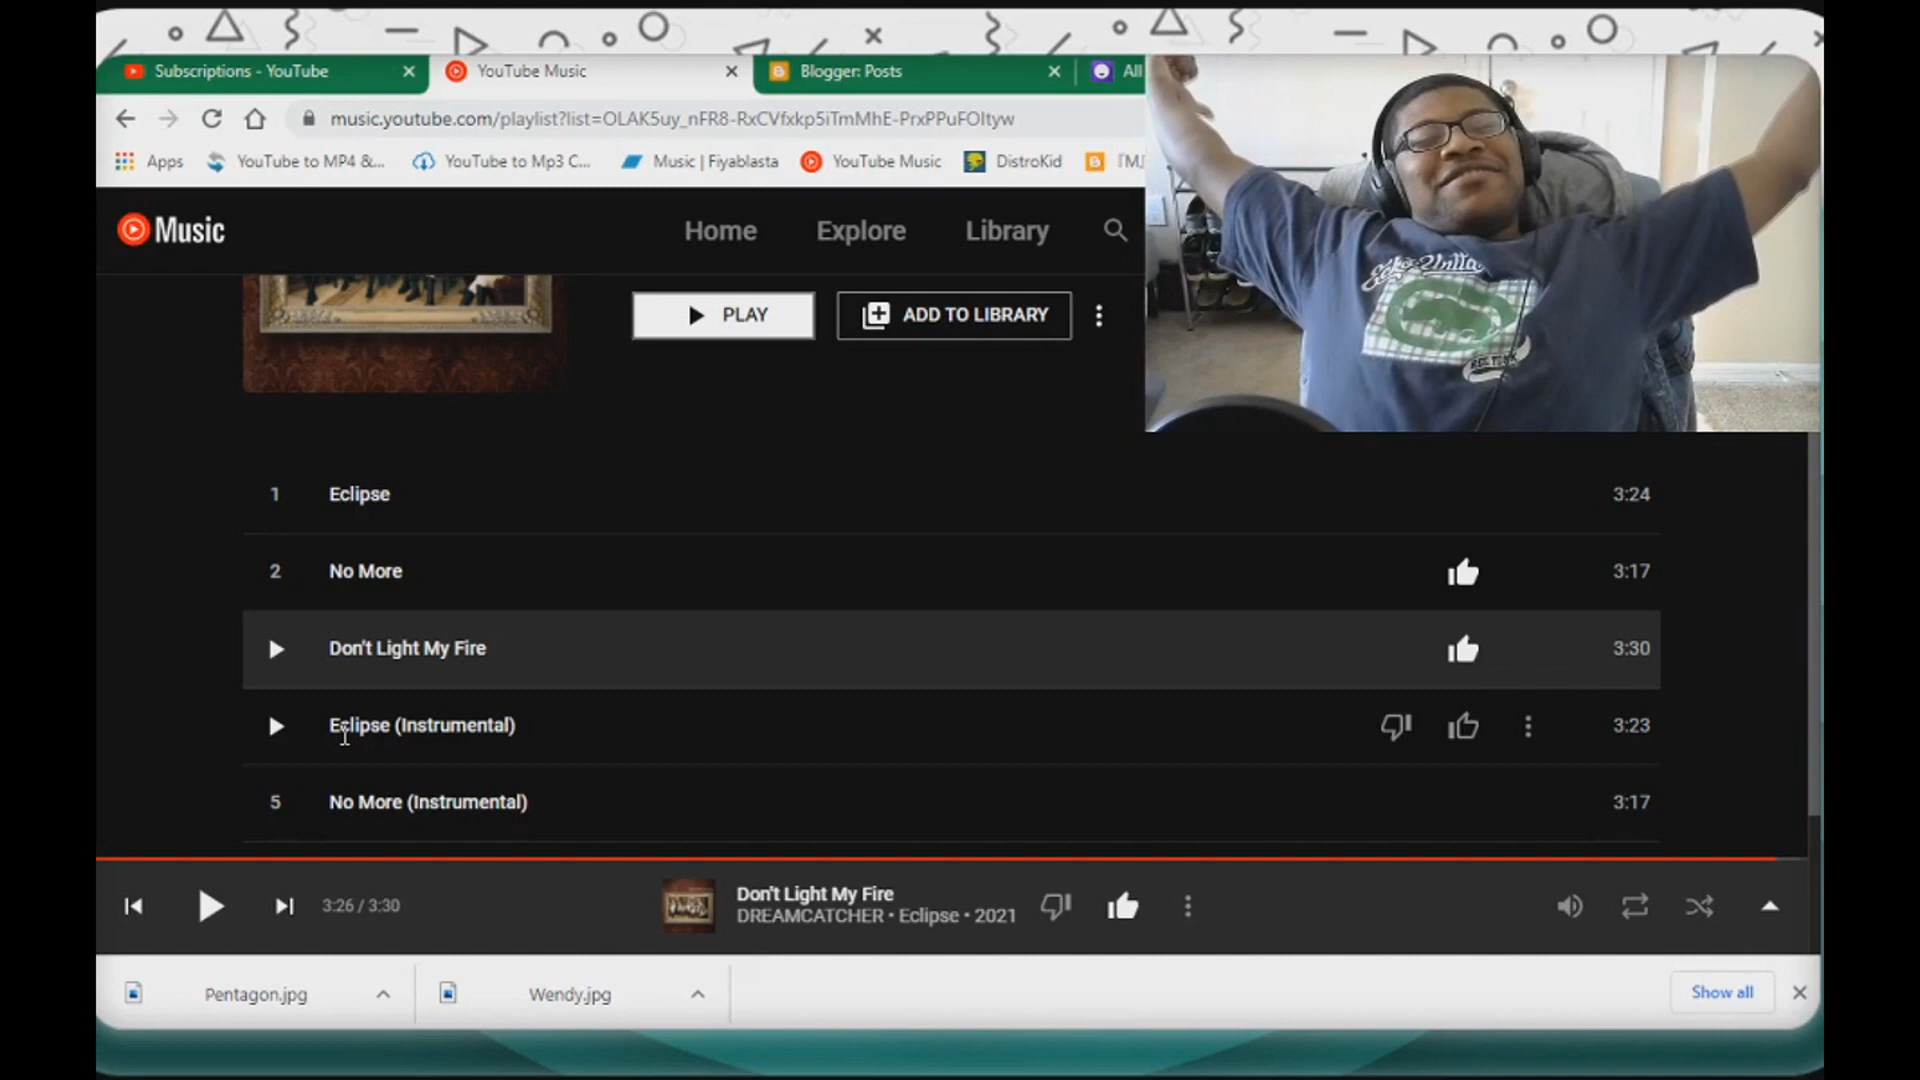 Subscriptions - YouTube
YouTube Music
Blogger: Posts
All
music.youtube.com/playlist?list=OLAK5uy_nFR8-RxCVfxkp5iTmMhE-PrxPPuFOltyw
Apps
YouTube to MP4 &...
YouTube to Mp3 C...
Music | Fiyablasta
YouTube Music
DistroKid
Music
Home
Explore
Library
PLAY
ADD TO LIBRARY
Ecko Unltd.
1 Eclipse 3:24
2 No More 3:17
Don't Light My Fire 3:30
Eclipse (Instrumental) 3:23
5 No More (Instrumental) 3:17
3:26 / 3:30
Don't Light My Fire
DREAMCATCHER • Eclipse • 2021
Pentagon.jpg
Wendy.jpg
Show all